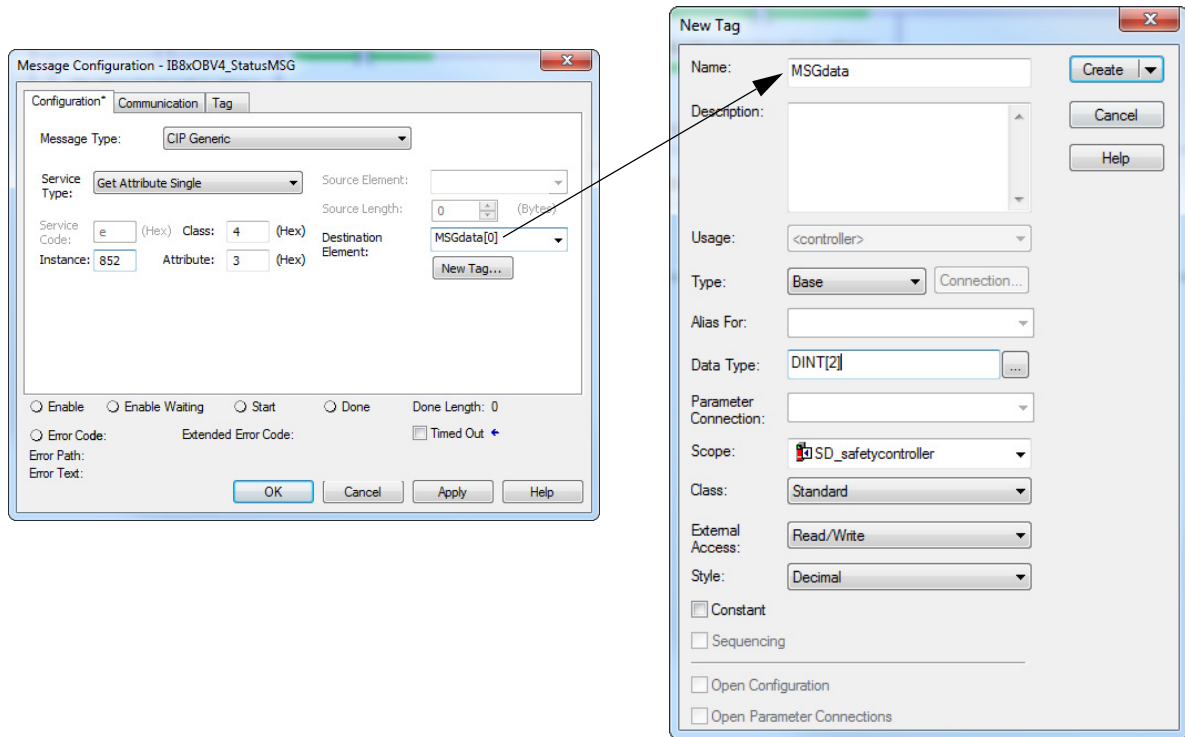 Message Configuration - IB8xOBV4_StatusMSG
Configuration* Communication Tag
Message Type: CIP Generic
Service Type: Get Attribute Single
Source Element:
Source Length: 0 (Bytes)
Service Code: e (Hex) Class: 4 (Hex)
Destination Element: MSGdata[0]
Instance: 852 Attribute: 3 (Hex)
New Tag...
Enable Enable Waiting Start Done Done Length: 0
Error Code: Extended Error Code: Timed Out
Error Path:
Error Text:
OK Cancel Apply Help
New Tag
Name: MSGdata Create
Description: Cancel
Help
Usage: <controller>
Type: Base Connection...
Alias For:
Data Type: DINT[2] ...
Parameter Connection:
Scope: SD_safetycontroller
Class: Standard
External Access: Read/Write
Style: Decimal
Constant
Sequencing
Open Configuration
Open Parameter Connections